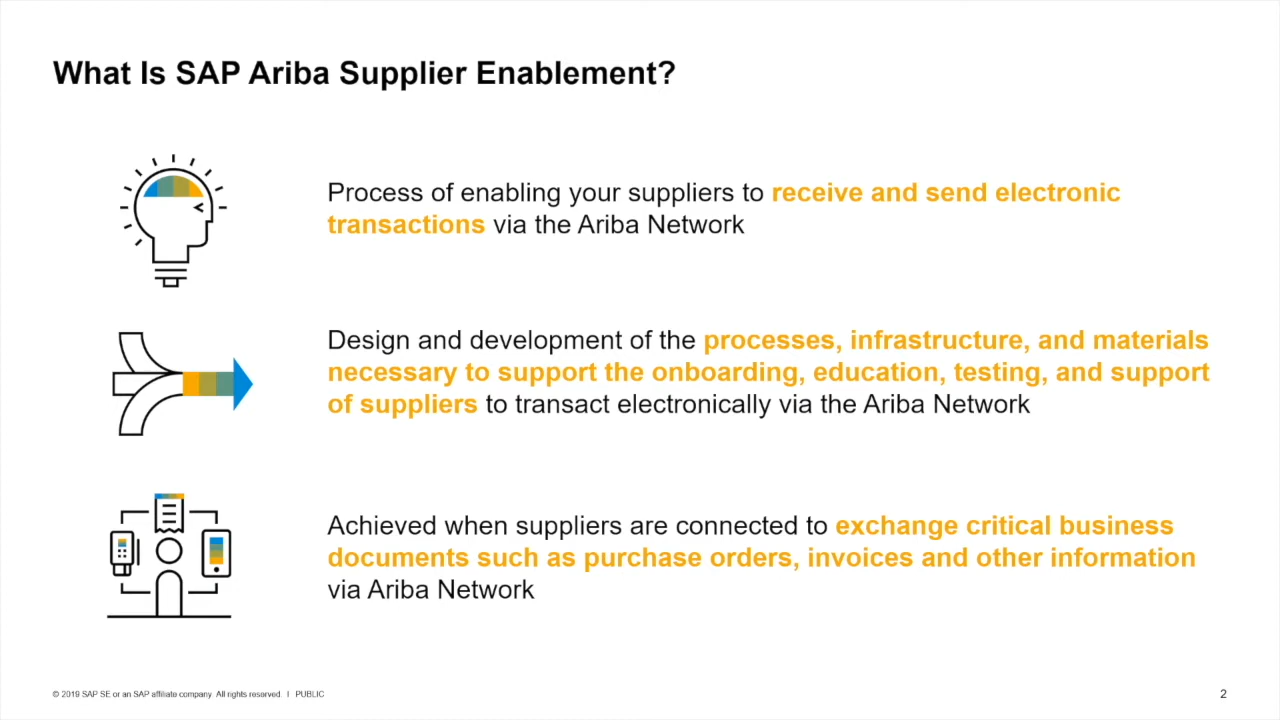 What Is SAP Ariba Supplier Enablement?
Process of enabling your suppliers to receive and send electronic
transactions via the Ariba Network
Design and development of the processes, infrastructure, and materials
necessary to support the onboarding, education, testing, and support
of suppliers to transact electronically via the Ariba Network
Achieved when suppliers are connected to exchange critical business
documents such as purchase orders, invoices and other information
via Ariba Network
© 2019 SAP SE or an SAP affiliate company. All rights reserved. I PUBLIC
2